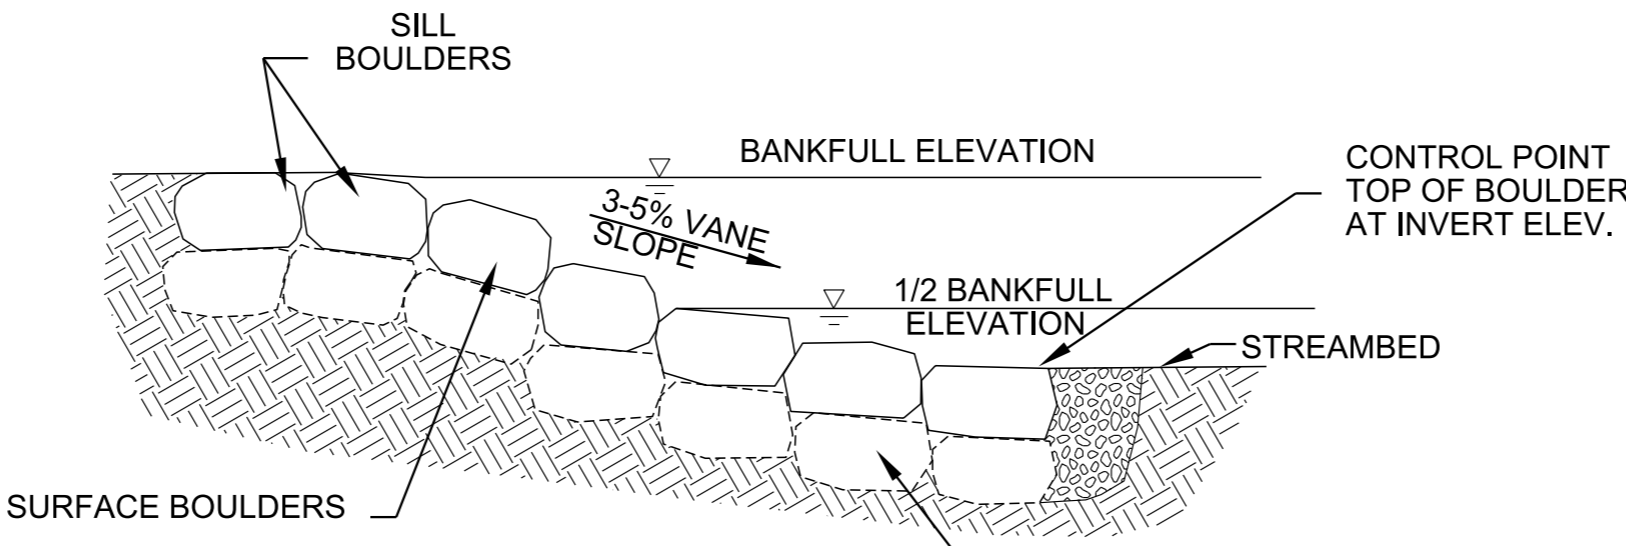 SILL
BOULDERS
BANKFULL ELEVATION
CONTROL POINT
TOP OF BOULDER
AT INVERT ELEV.
3-5% VANE
SLOPE
1/2 BANKFULL
ELEVATION
STREAMBED
SURFACE BOULDERS